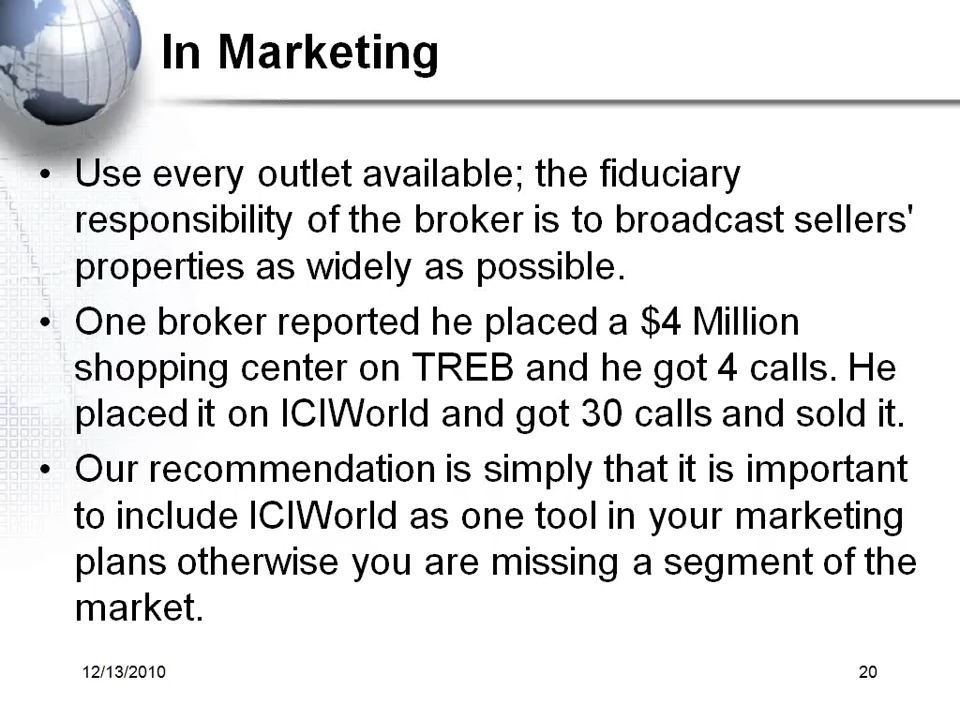 In Marketing
• Use every outlet available; the fiduciary
responsibility of the broker is to broadcast sellers'
properties as widely as possible.
• One broker reported he placed a $4 Million
shopping center on TREB and he got 4 calls. He
placed it on ICIWorld and got 30 calls and sold it.
• Our recommendation is simply that it is important
to include ICIWorld as one tool in your marketing
plans otherwise you are missing a segment of the
market.
12/13/2010 20